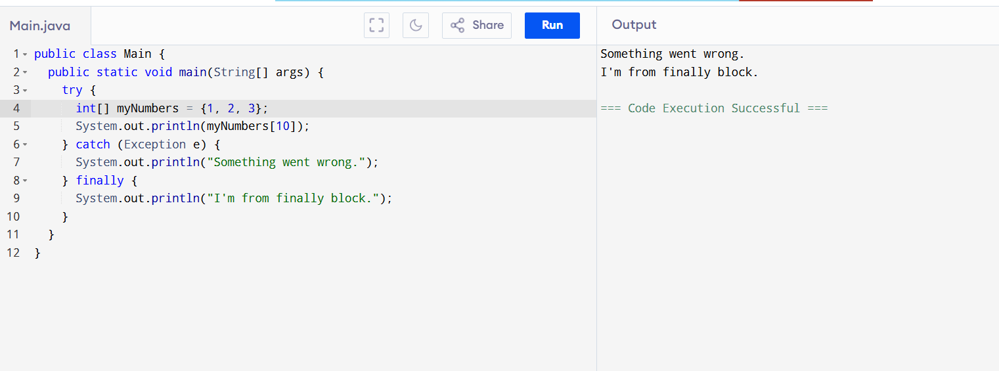 Main.java
Share
Run
Output
1 public class Main {
2   public static void main(String[] args) {
3     try {
4       int[] myNumbers = {1, 2, 3};
5       System.out.println(myNumbers[10]);
6     } catch (Exception e) {
7       System.out.println("Something went wrong.");
8     } finally {
9       System.out.println("I'm from finally block.");
10     }
11   }
12 }
Something went wrong.
I'm from finally block.
=== Code Execution Successful ===